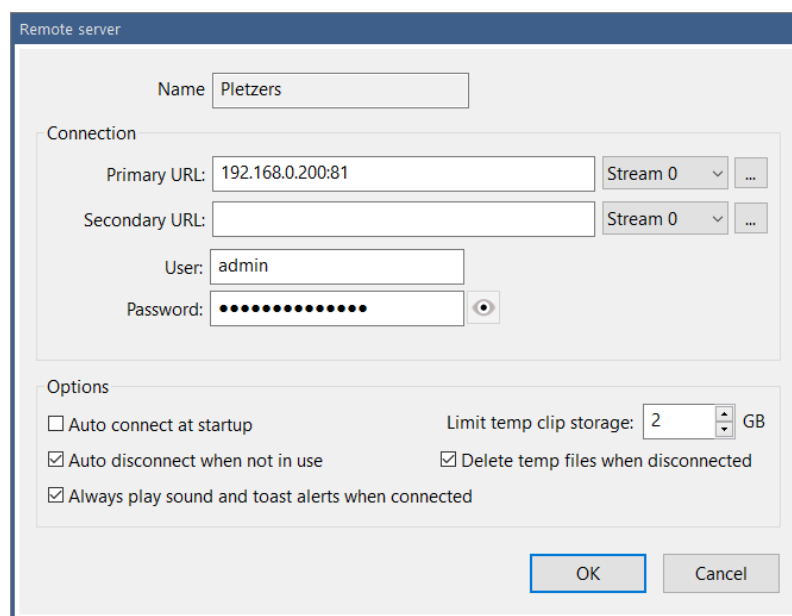 Remote server
Name Pletzers
Connection
Primary URL: 192.168.0.200:81 Stream 0 ...
Secondary URL: Stream 0 ...
User: admin
Password: ••••••••••••••
Options
Auto connect at startup Limit temp clip storage: 2 GB
Auto disconnect when not in use Delete temp files when disconnected
Always play sound and toast alerts when connected
OK Cancel